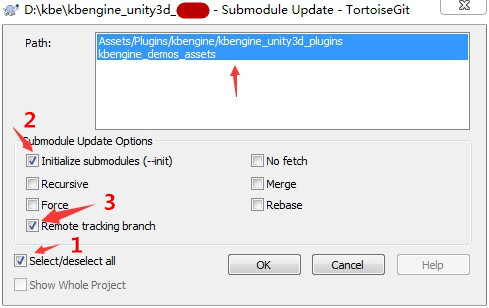 D:\kbe\kbengine_unity3d_ - Submodule Update - TortoiseGit
Path:
Assets/Plugins/kbengine/kbengine_unity3d_plugins
kbengine_demos_assets
2
Submodule Update Options
Initialize submodules (--init)
No fetch
Recursive
Merge
Force
3
Rebase
Remote tracking branch
1
Select/deselect all
OK
Cancel
Help
Show Whole Project